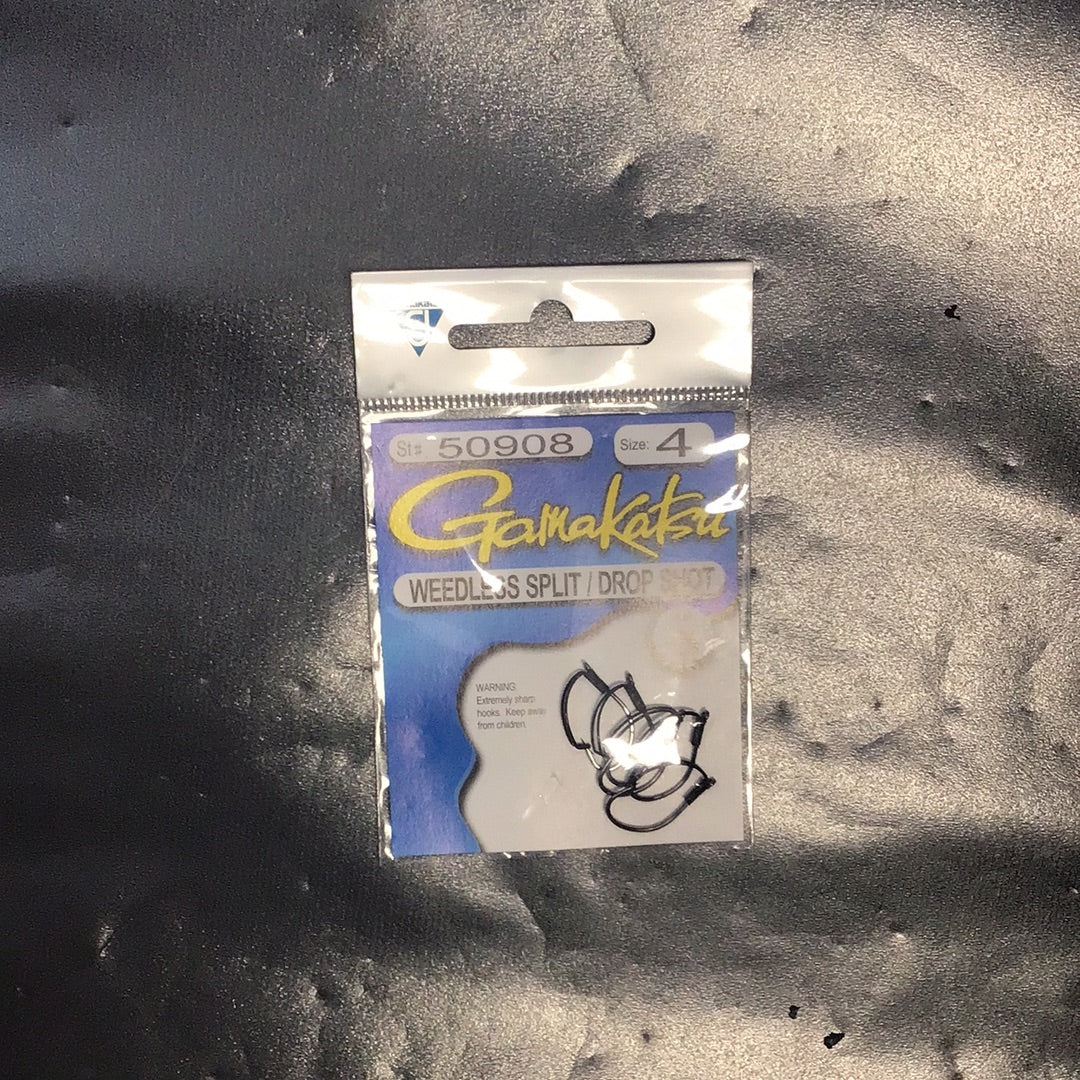 St# 50908 Size: 4
Gamakatsu
WEEDLESS SPLIT / DROP SHOT
WARNING
Extremely sharp
hooks. Keep away
from children.